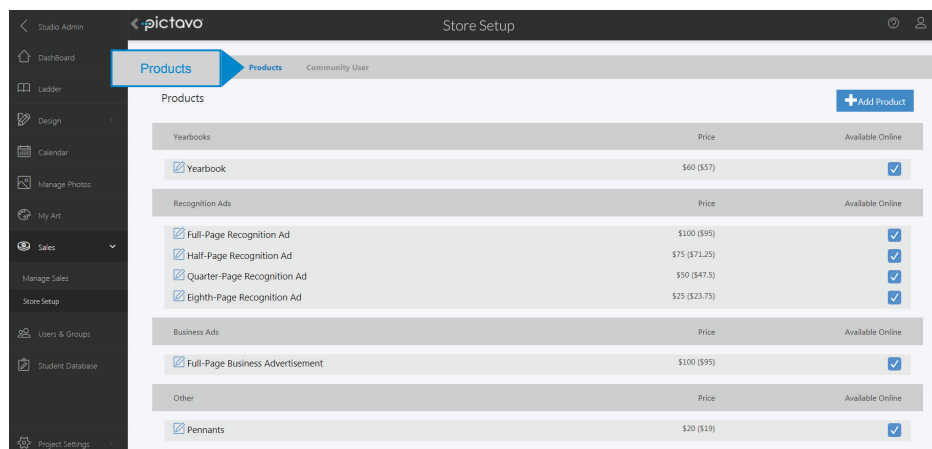 Studio Admin
pictavo
Store Setup
DashBoard
Ladder
Design
Calendar
Manage Photos
My Art
Sales
Manage Sales
Store Setup
Users & Groups
Student Database
Project Settings
Products
Products Community User
Products
Add Product
Yearbooks Price Available Online
Yearbook $60 ($57)
Recognition Ads Price Available Online
Full-Page Recognition Ad $100 ($95)
Half-Page Recognition Ad $75 ($71.25)
Quarter-Page Recognition Ad $50 ($47.5)
Eighth-Page Recognition Ad $25 ($23.75)
Business Ads Price Available Online
Full-Page Business Advertisement $100 ($95)
Other Price Available Online
Pennants $20 ($19)